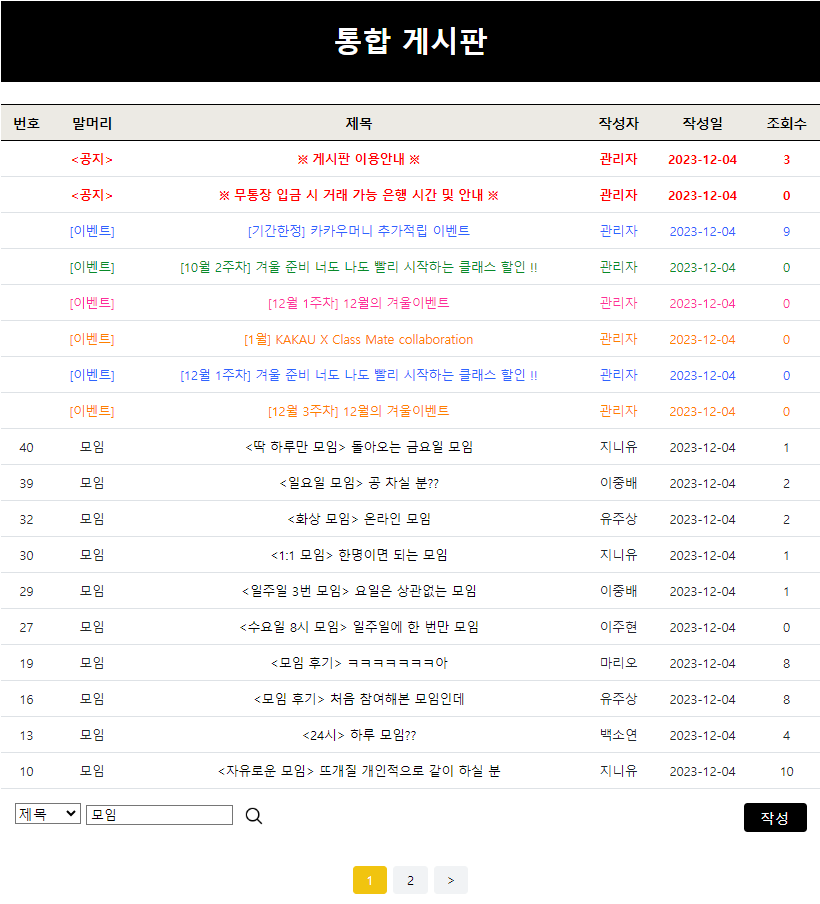 통합 게시판
번호 말머리 제목 작성자 작성일 조회수
<공지> ※ 게시판 이용안내 ※ 관리자 2023-12-04 3
<공지> ※ 무통장 입금 시 거래 가능 은행 시간 및 안내 ※ 관리자 2023-12-04 0
[이벤트] [기간한정] 카카우머니 추가적립 이벤트 관리자 2023-12-04 9
[이벤트] [10월 2주차] 겨울 준비 너도 나도 빨리 시작하는 클래스 할인 !! 관리자 2023-12-04 0
[이벤트] [12월 1주차] 12월의 겨울이벤트 관리자 2023-12-04 0
[이벤트] [1월] KAKAU X Class Mate collaboration 관리자 2023-12-04 0
[이벤트] [12월 1주차] 겨울 준비 너도 나도 빨리 시작하는 클래스 할인 !! 관리자 2023-12-04 0
[이벤트] [12월 3주차] 12월의 겨울이벤트 관리자 2023-12-04 0
40 모임 <딱 하루만 모임> 돌아오는 금요일 모임 지니유 2023-12-04 1
39 모임 <일요일 모임> 공 차실 분?? 이중배 2023-12-04 2
32 모임 <화상 모임> 온라인 모임 유주상 2023-12-04 2
30 모임 <1:1 모임> 한명이면 되는 모임 지니유 2023-12-04 1
29 모임 <일주일 3번 모임> 요일은 상관없는 모임 이중배 2023-12-04 1
27 모임 <수요일 8시 모임> 일주일에 한 번만 모임 이주현 2023-12-04 0
19 모임 <모임 후기> ㅋㅋㅋㅋㅋㅋㅋ아 마리오 2023-12-04 8
16 모임 <모임 후기> 처음 참여해본 모임인데 유주상 2023-12-04 8
13 모임 <24시> 하루 모임?? 백소연 2023-12-04 4
10 모임 <자유로운 모임> 뜨개질 개인적으로 같이 하실 분 지니유 2023-12-04 10
제목 모임 작성
1 2 >